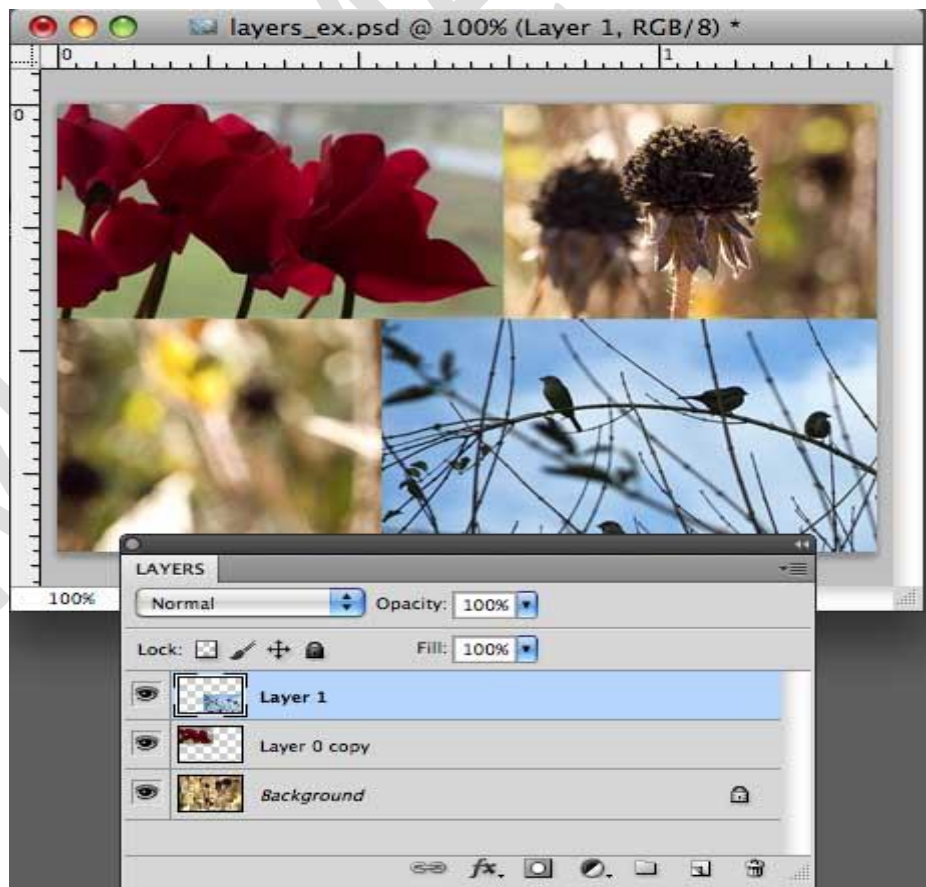 layers_ex.psd @ 100% (Layer 1, RGB/8) *
0 1
0
100%
LAYERS
Normal Opacity: 100%
Lock: Fill: 100%
Layer 1
Layer 0 copy
Background
fx.